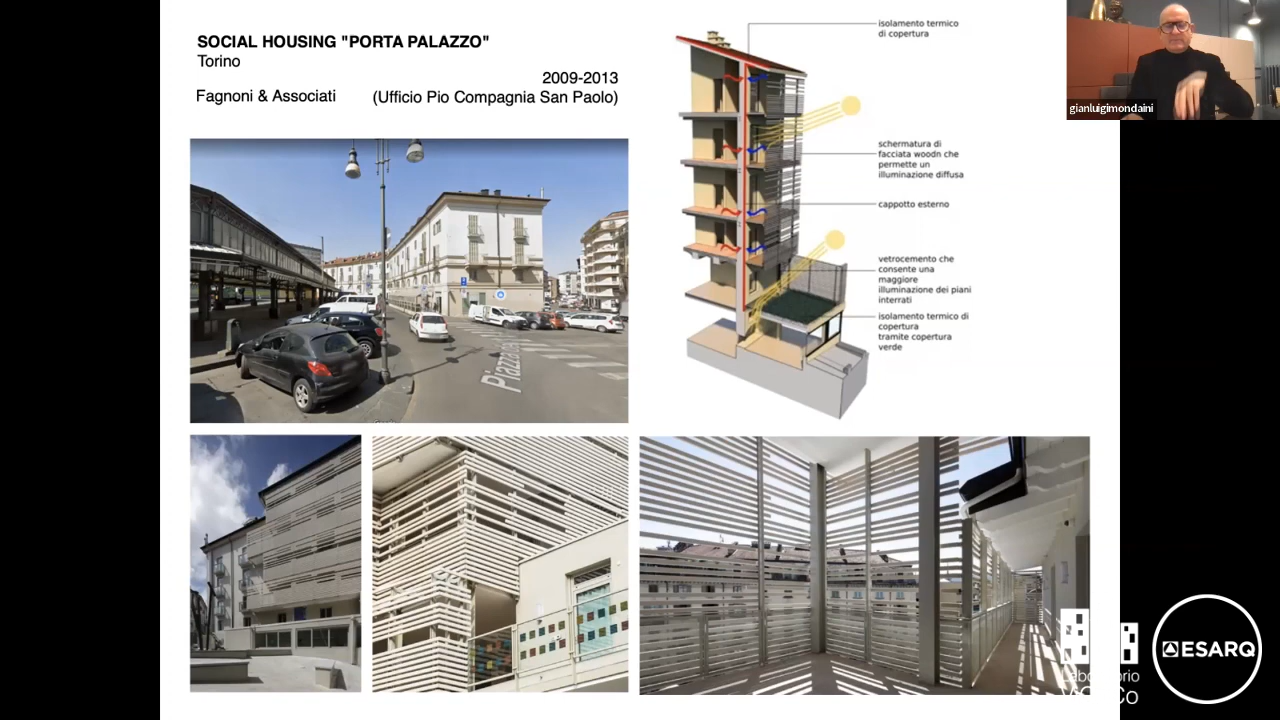 SOCIAL HOUSING "PORTA PALAZZO"
Torino
2009-2013
Fagnoni & Associati
(Ufficio Pio Compagnia San Paolo)
isolamento termico
di copertura
schermatura di
facciata woodn che
permette un
illuminazione diffusa
cappotto esterno
vetrocemento che
consente una
maggiore
illuminazione dei piani
interrati
isolamento termico di
copertura
tramite copertura
verde
gianluigimondaini
Piazza
ESARQ